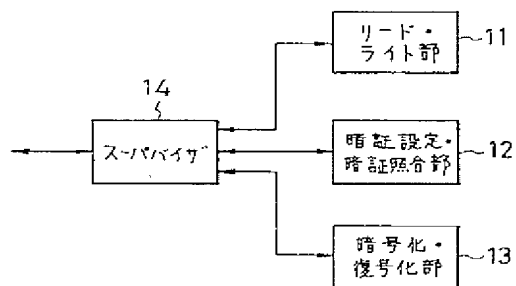 リード・
ライト部
11
14
スーパバイザ
暗証設定・
暗証照合部
12
暗号化・
復号化部
13